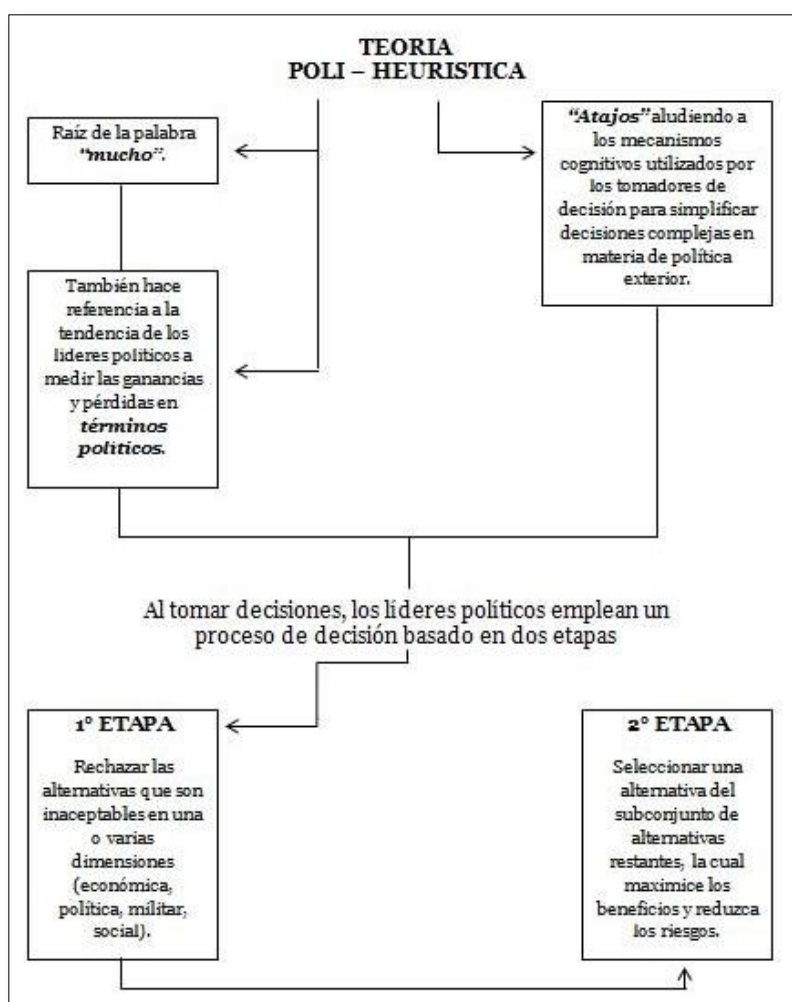 TEORIA
POLI – HEURISTICA
Raíz de la palabra
“mucho”.
“Atajos” aludiendo a
los mecanismos
cognitivos utilizados por
los tomadores de
decisión para simplificar
decisiones complejas en
materia de política
exterior.
También hace
referencia a la
tendencia de los
líderes políticos a
medir las ganancias
y pérdidas en
términos
políticos.
Al tomar decisiones, los líderes políticos emplean un
proceso de decisión basado en dos etapas
1° ETAPA
Rechazar las
alternativas que son
inaceptables en una
o varias
dimensiones
(económica,
política, militar,
social).
2° ETAPA
Seleccionar una
alternativa del
subconjunto de
alternativas
restantes, la cual
maximice los
beneficios y reduzca
los riesgos.